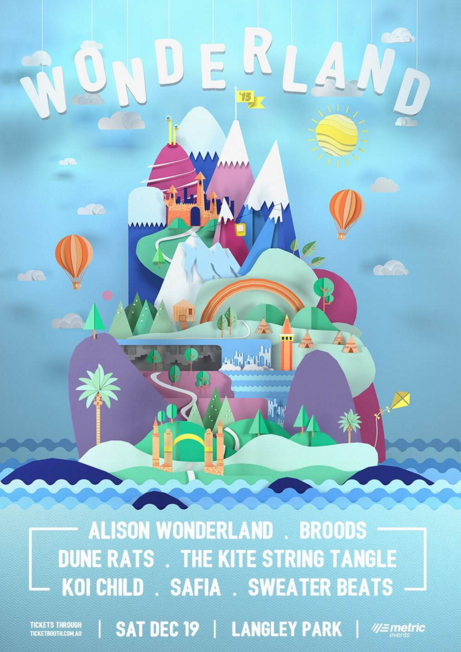 WONDERLAND
'15
ALISON WONDERLAND . BROODS
DUNE RATS . THE KITE STRING TANGLE
KOI CHILD . SAFIA . SWEATER BEATS
TICKETS THROUGH
TICKETBOOTH.COM.AU
SAT DEC 19 | LANGLEY PARK
metric
events